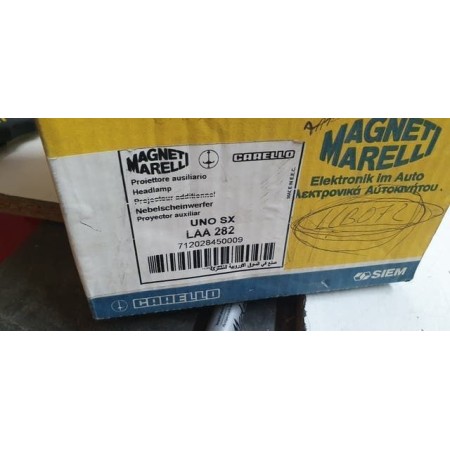 MAGNETI
MARELLI
CARELLO
Proiettore ausiliario
Headlamp
Projecteur additionnel
Nebelscheinwerfer
Proyector auxiliar
UNO SX
LAA 282
712028450009
CARELLO
MAGNETI
MARELLI
Elektronik im Auto
λεκτρονικά Αυτοκινήτου.
SIEM